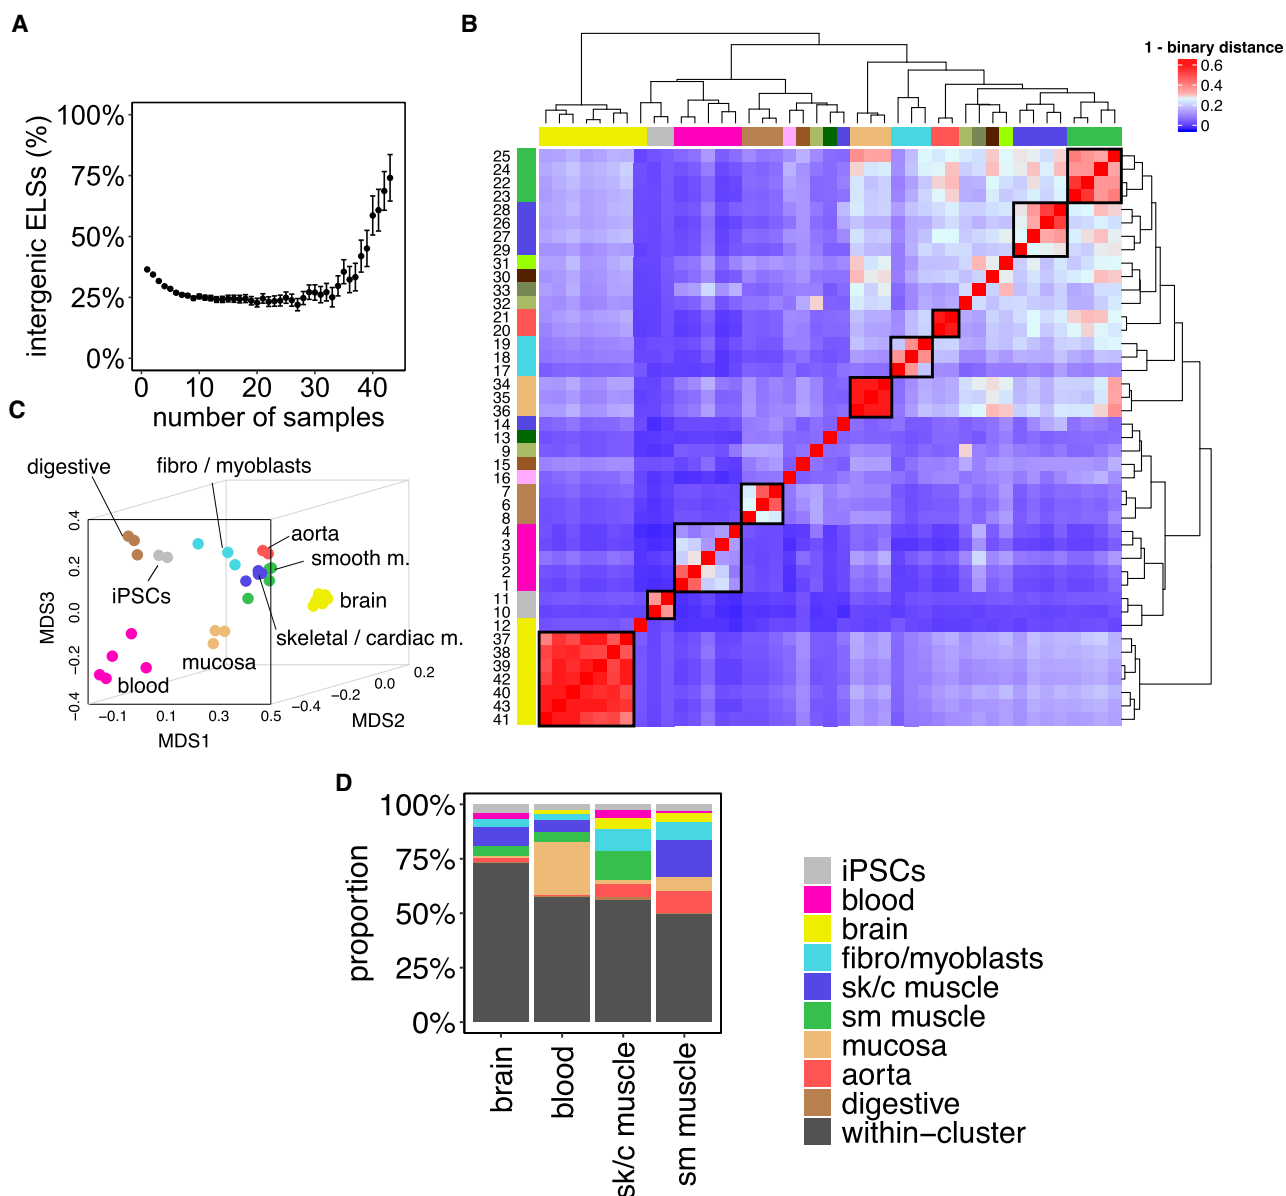 A
100%
75%
50%
25%
0%
intergenic ELSs (%)
0
10
20
30
40
number of samples
B
1 - binary distance
0.6
0.4
0.2
0
25
24
22
23
28
26
27
29
31
30
33
32
21
20
19
18
17
34
35
36
14
13
9
15
16
7
6
8
4
3
5
2
1
11
10
12
37
38
39
42
40
43
41
C
digestive
fibro / myoblasts
aorta
smooth m.
iPSCs
brain
skeletal / cardiac m.
mucosa
blood
0.4
0.2
0.0
−0.2
−0.4
MDS3
−0.1
0.1
0.3
0.5
MDS1
−0.4
−0.2
0.0
0.2
MDS2
D
100%
75%
50%
25%
0%
proportion
brain
blood
sk/c muscle
sm muscle
iPSCs
blood
brain
fibro/myoblasts
sk/c muscle
sm muscle
mucosa
aorta
digestive
within−cluster